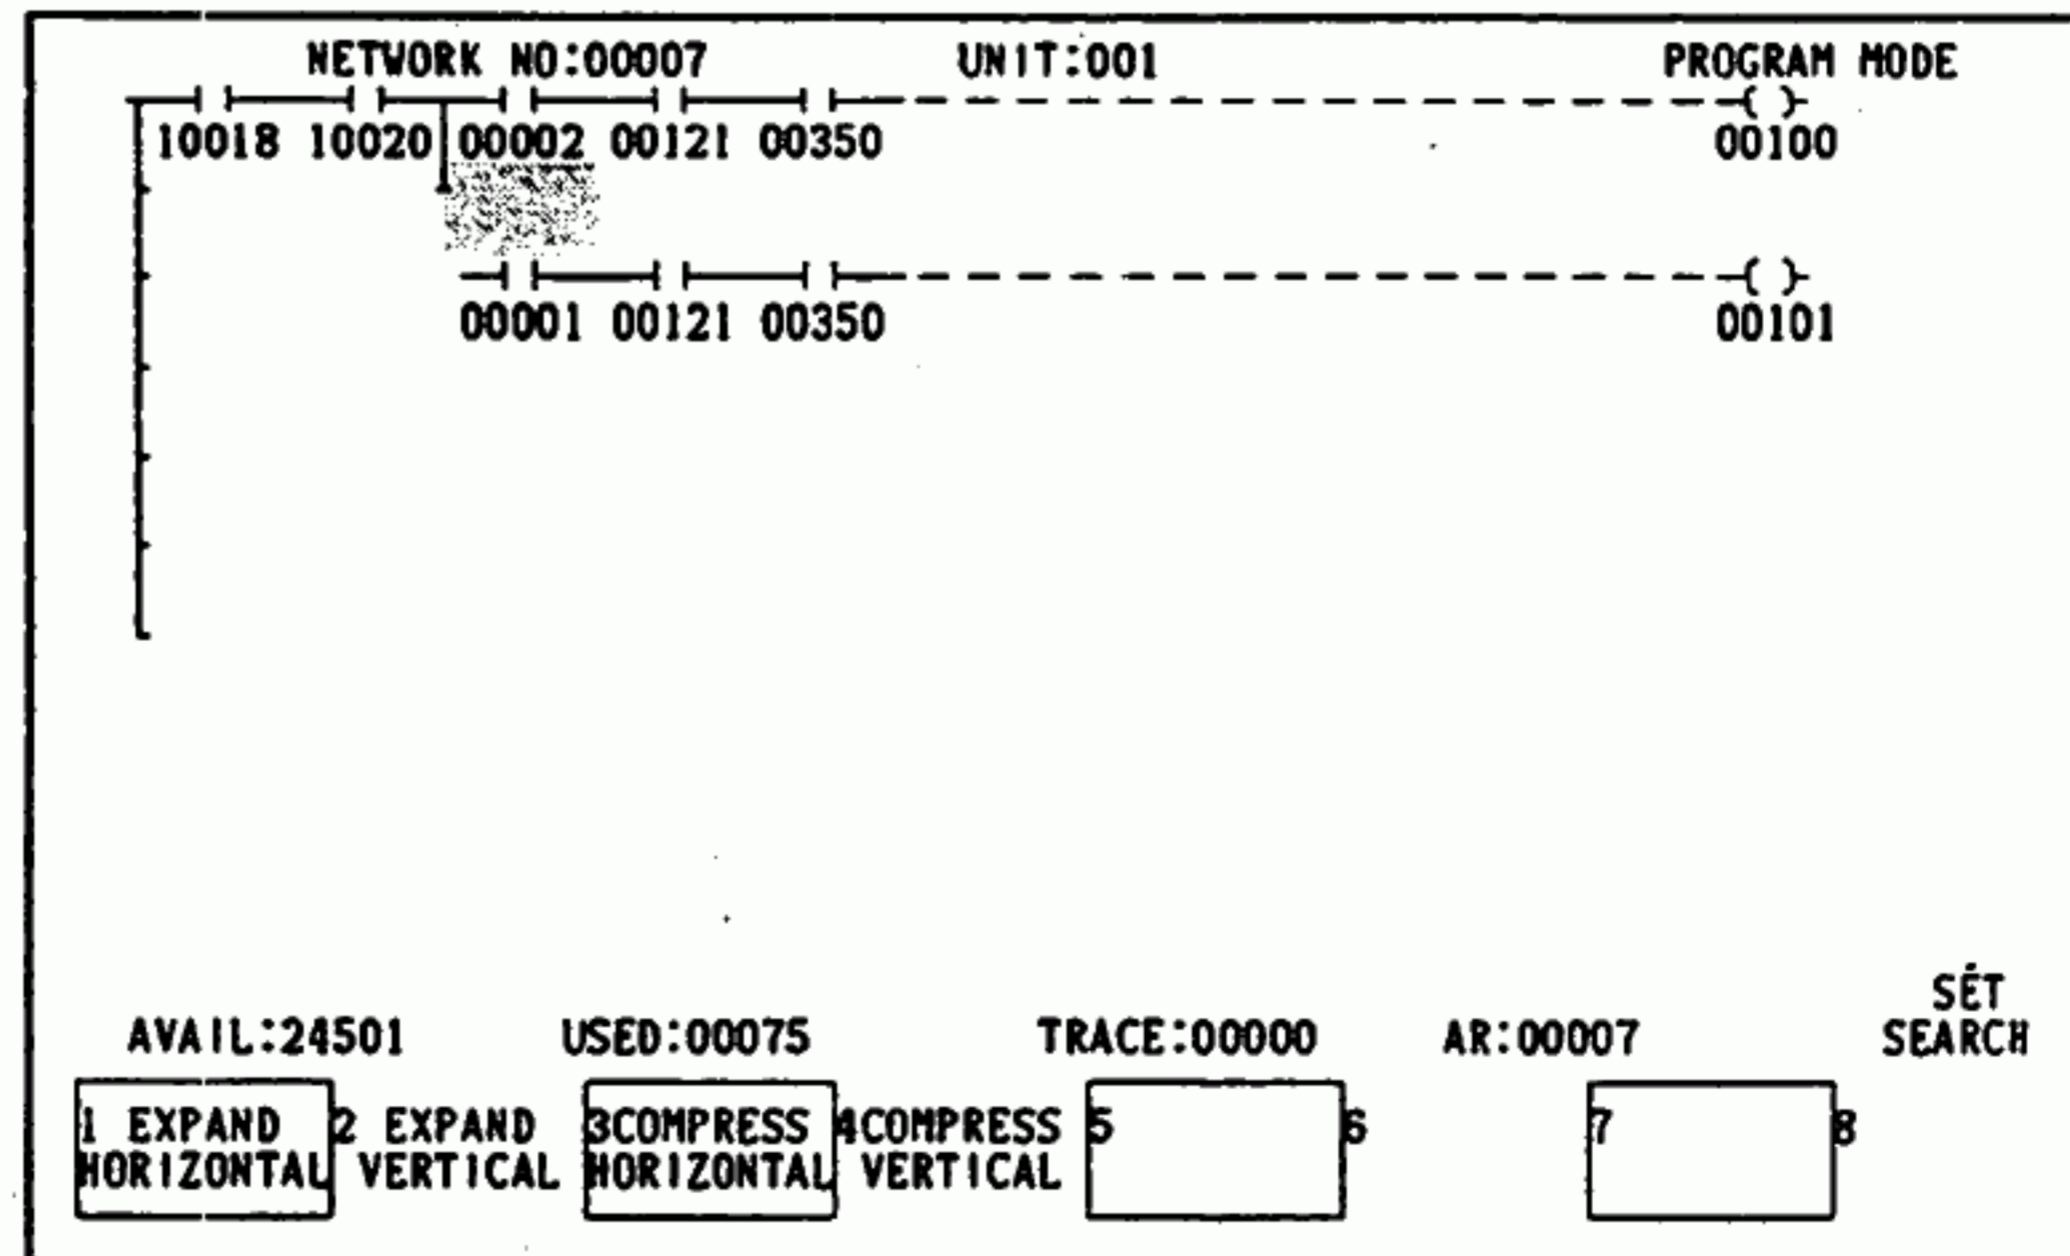 NETWORK NO:00007 UNIT:001 PROGRAM MODE
10018 10020 00002 00121 00350 00100
00001 00121 00350 00101
SET
AVAIL:24501 USED:00075 TRACE:00000 AR:00007 SEARCH
1 EXPAND 2 EXPAND 3COMPRESS 4COMPRESS 5 6 7 8
HORIZONTAL VERTICAL HORIZONTAL VERTICAL